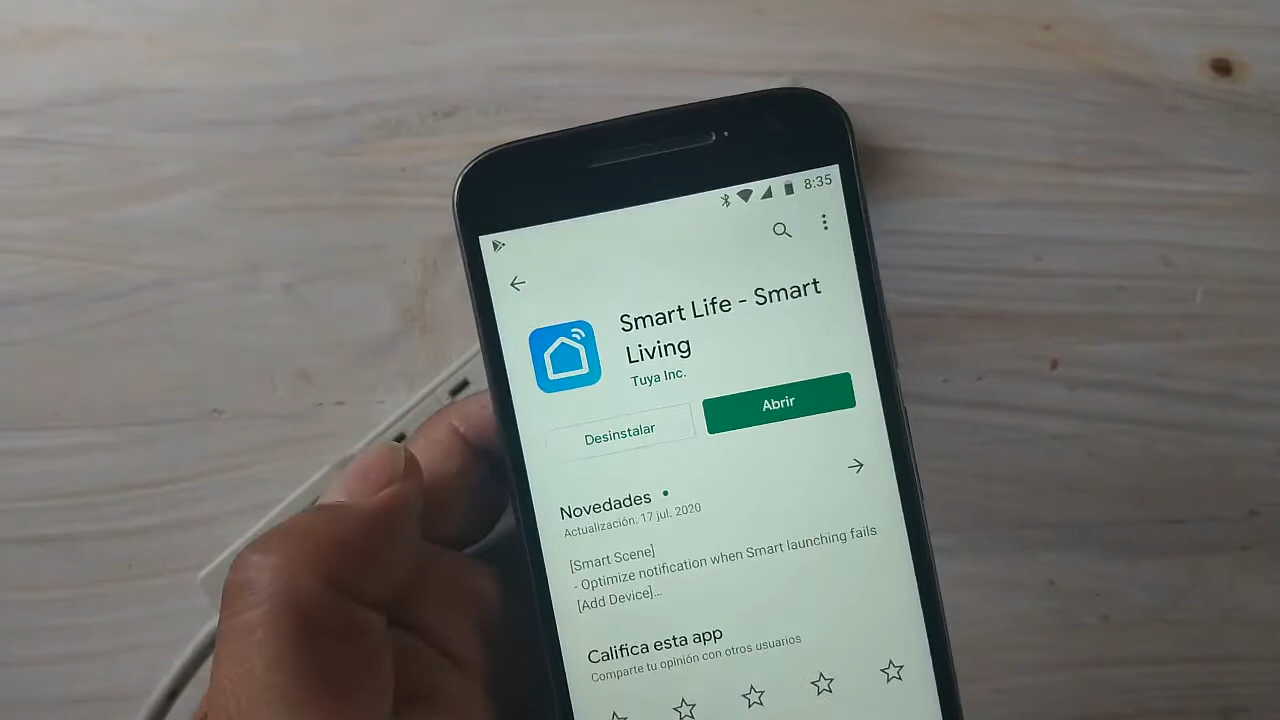 8:35
Smart Life - Smart
Living
Tuya Inc.
Desinstalar
Abrir
Novedades
Actualización: 17 jul. 2020
[Smart Scene]
- Optimize notification when Smart launching fails
[Add Device]...
Califica esta app
Comparte tu opinión con otros usuarios